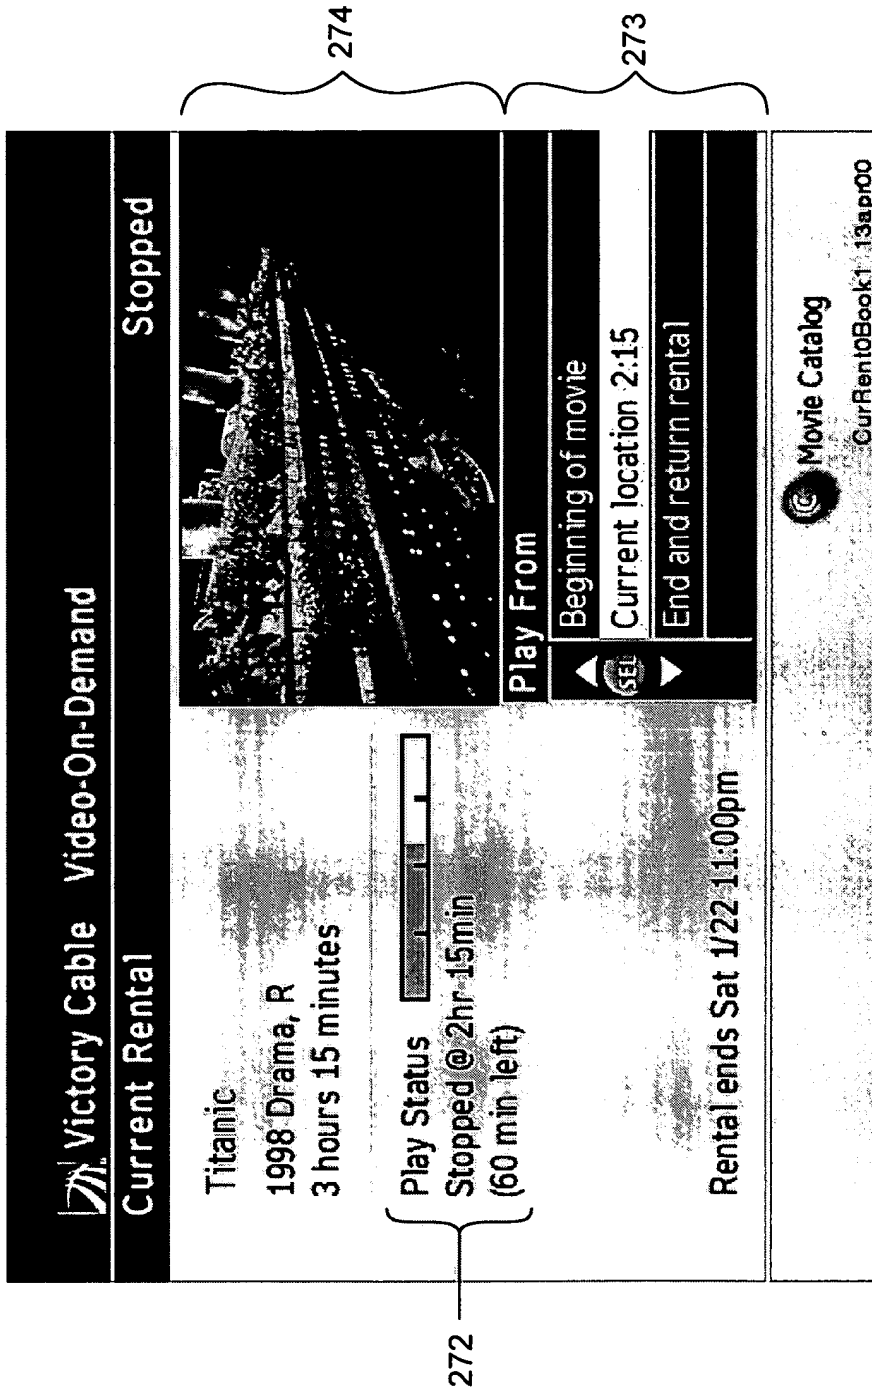 Victory Cable Video-On-Demand
Current Rental
Stopped
Titanic
1998 Drama, R
3 hours 15 minutes
Play Status
Stopped @ 2hr 15min
(60 min left)
Rental ends Sat 1/22 11:00pm
Play From
Beginning of movie
Current location 2:15
End and return rental
SEL
C
Movie Catalog
CurRent0Book1 13apr00
272
274
273